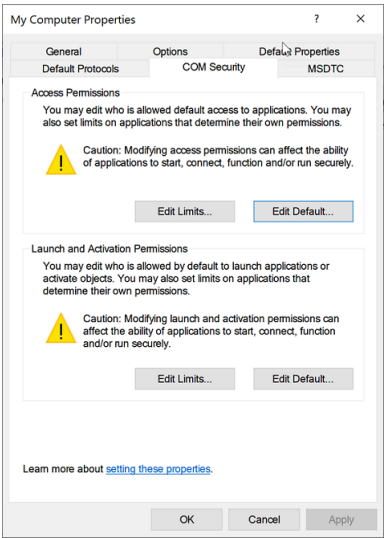 My Computer Properties
?
×
General
Options
Default Properties
Default Protocols
COM Security
MSDTC
Access Permissions
You may edit who is allowed default access to applications. You may
also set limits on applications that determine their own permissions.
Caution: Modifying access permissions can affect the ability
of applications to start, connect, function and/or run securely.
Edit Limits...
Edit Default...
Launch and Activation Permissions
You may edit who is allowed by default to launch applications or
activate objects. You may also set limits on applications that
determine their own permissions.
Caution: Modifying launch and activation permissions can
affect the ability of applications to start, connect, function
and/or run securely.
Edit Limits...
Edit Default...
Learn more about setting these properties.
OK
Cancel
Apply